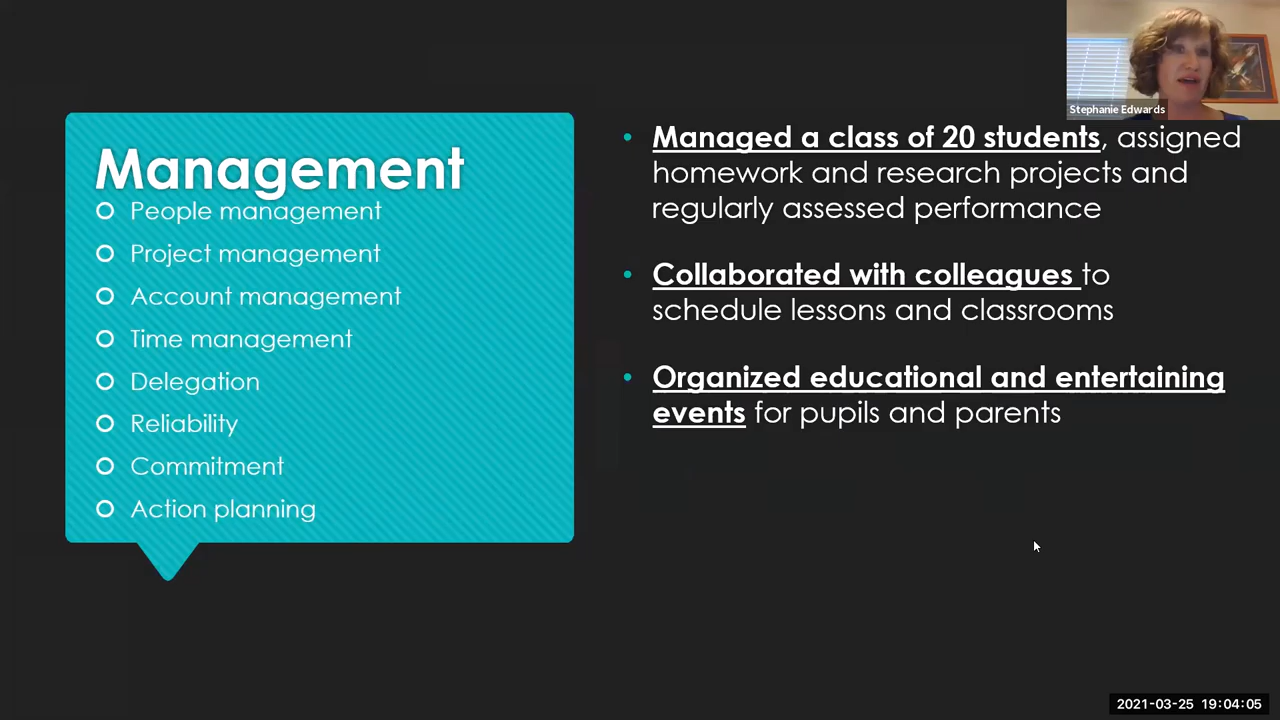 Stephanie Edwards
Management
People management
Project management
Account management
Time management
Delegation
Reliability
Commitment
Action planning
• Managed a class of 20 students, assigned
homework and research projects and
regularly assessed performance
• Collaborated with colleagues to
schedule lessons and classrooms
• Organized educational and entertaining
events for pupils and parents
2021-03-25 19:04:05